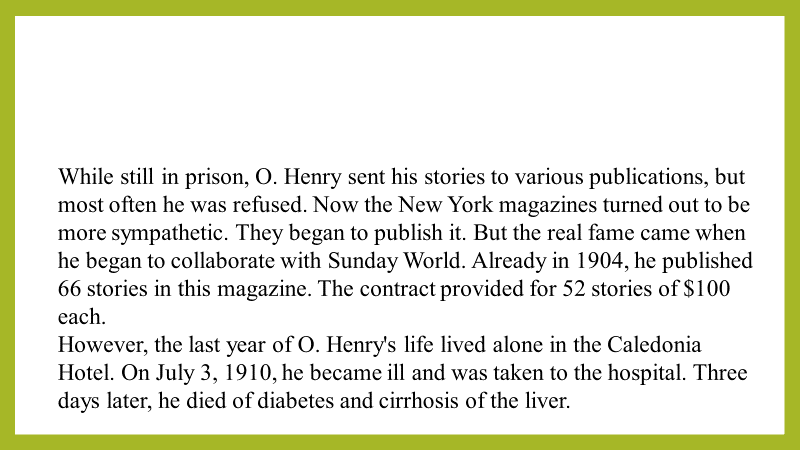 While still in prison, O. Henry sent his stories to various publications, but
most often he was refused. Now the New York magazines turned out to be
more sympathetic. They began to publish it. But the real fame came when
he began to collaborate with Sunday World. Already in 1904, he published
66 stories in this magazine. The contract provided for 52 stories of $100
each.
However, the last year of O. Henry's life lived alone in the Caledonia
Hotel. On July 3, 1910, he became ill and was taken to the hospital. Three
days later, he died of diabetes and cirrhosis of the liver.